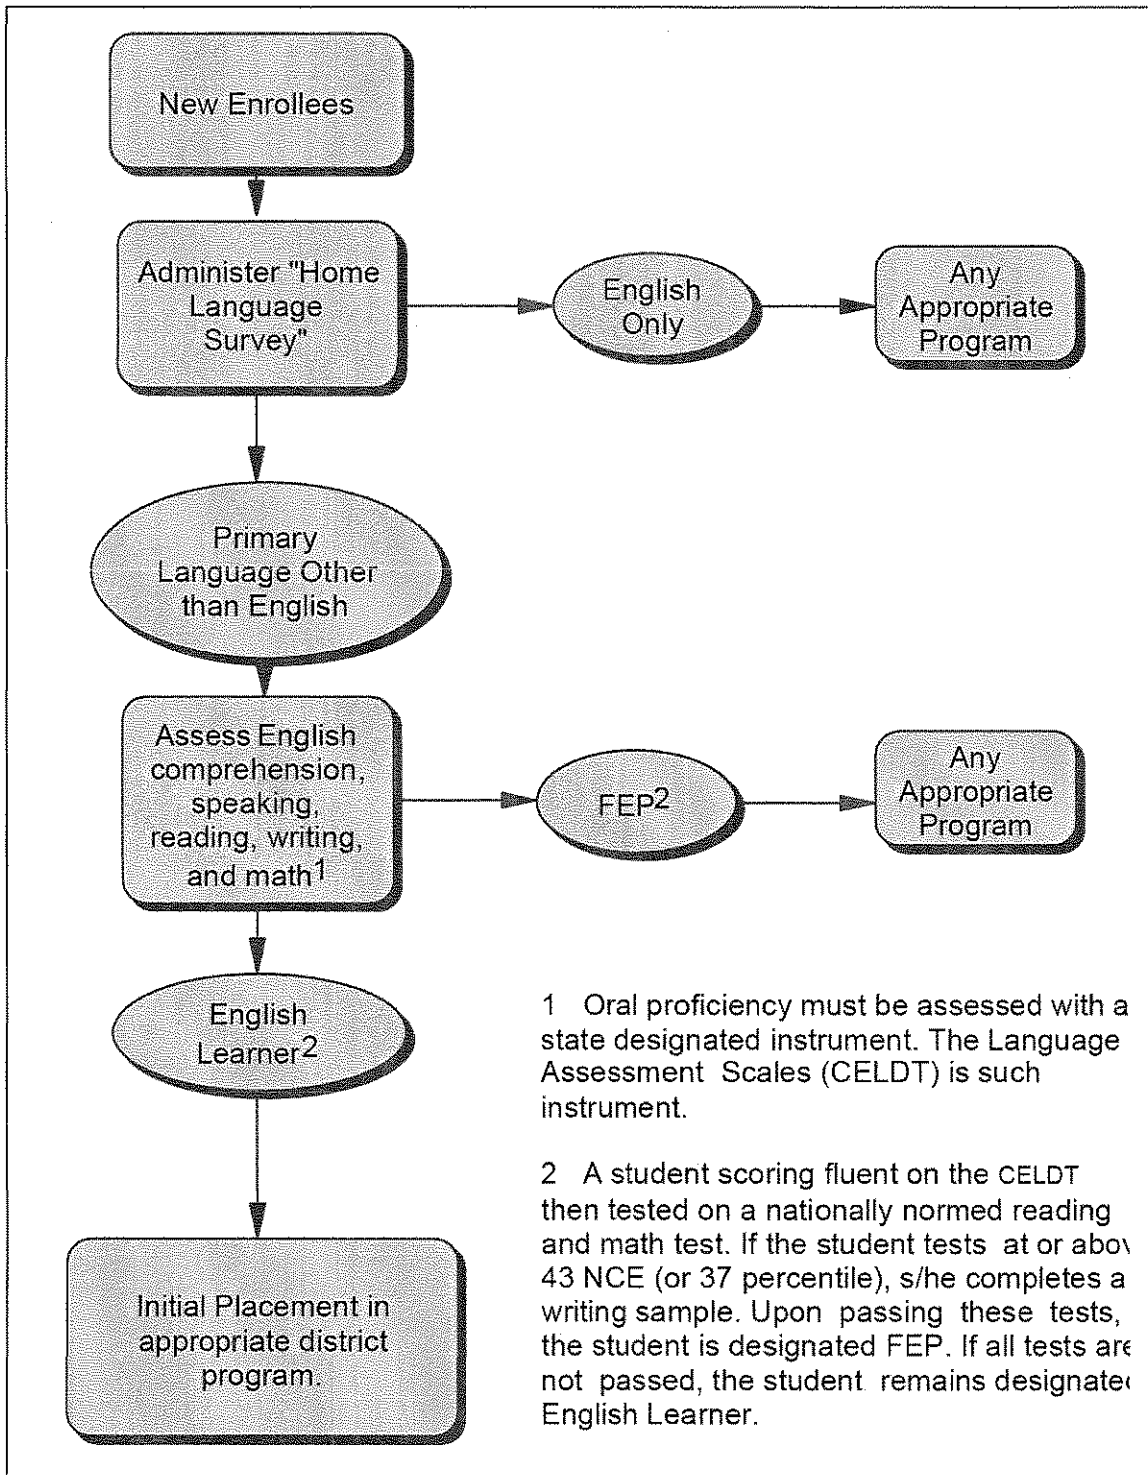 New Enrollees
Administer "Home
Language
Survey"
English
Only
Any
Appropriate
Program
Primary
Language Other
than English
Assess English
comprehension,
speaking,
reading, writing,
and math1
FEP2
Any
Appropriate
Program
English
Learner2
Initial Placement in
appropriate district
program.
1 Oral proficiency must be assessed with a
state designated instrument. The Language
Assessment Scales (CELDT) is such
instrument.
2 A student scoring fluent on the CELDT
then tested on a nationally normed reading
and math test. If the student tests at or
43 NCE (or 37 percentile), s/he completes a
writing sample. Upon passing these tests,
the student is designated FEP. If all tests are
not passed, the student remains
English Learner.